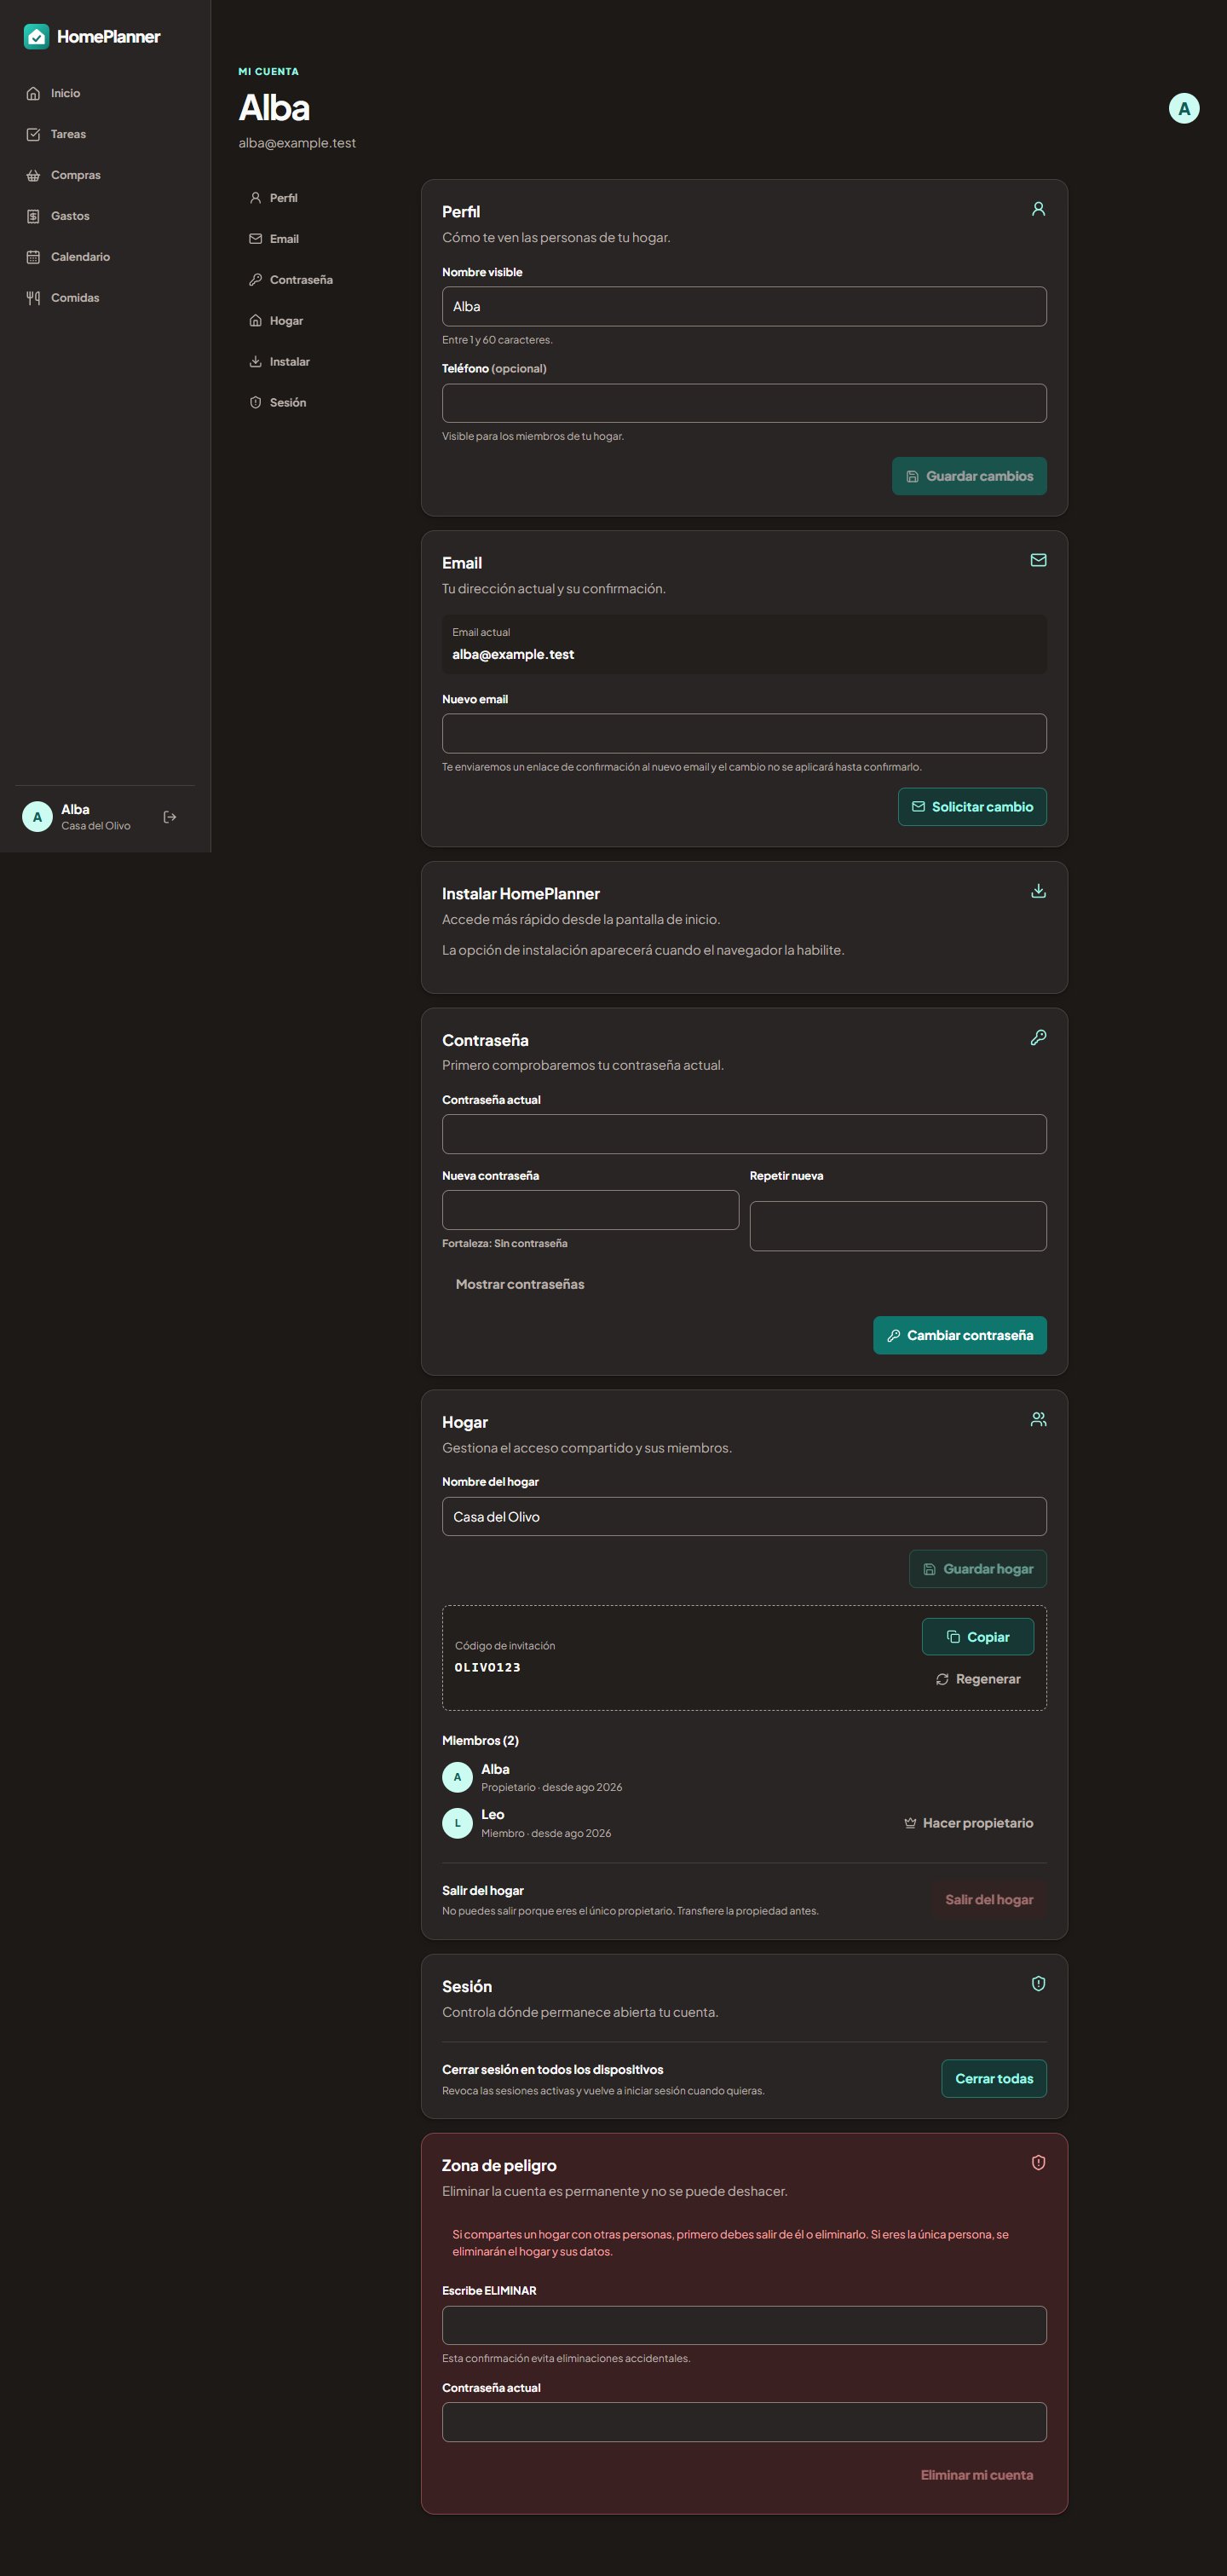 HomePlanner
Inicio
Tareas
Compras
Gastos
Calendario
Comidas
A
Alba
Casa del Olivo
MI CUENTA
Alba
alba@example.test
A
Perfil
Email
Contraseña
Hogar
Instalar
Sesión
Perfil
Cómo te ven las personas de tu hogar.
Nombre visible
Alba
Entre 1 y 60 caracteres.
Teléfono (opcional)
Visible para los miembros de tu hogar.
Guardar cambios
Email
Tu dirección actual y su confirmación.
Email actual
alba@example.test
Nuevo email
Te enviaremos un enlace de confirmación al nuevo email y el cambio no se aplicará hasta confirmarlo.
Solicitar cambio
Instalar HomePlanner
Accede más rápido desde la pantalla de inicio.
La opción de instalación aparecerá cuando el navegador la habilite.
Contraseña
Primero comprobaremos tu contraseña actual.
Contraseña actual
Nueva contraseña
Repetir nueva
Fortaleza: Sin contraseña
Mostrar contraseñas
Cambiar contraseña
Hogar
Gestiona el acceso compartido y sus miembros.
Nombre del hogar
Casa del Olivo
Guardar hogar
Código de invitación
OLIVO123
Copiar
Regenerar
Miembros (2)
A
Alba
Propietario · desde ago 2026
L
Leo
Miembro · desde ago 2026
Hacer propietario
Salir del hogar
No puedes salir porque eres el único propietario. Transfiere la propiedad antes.
Salir del hogar
Sesión
Controla dónde permanece abierta tu cuenta.
Cerrar sesión en todos los dispositivos
Revoca las sesiones activas y vuelve a iniciar sesión cuando quieras.
Cerrar todas
Zona de peligro
Eliminar la cuenta es permanente y no se puede deshacer.
Si compartes un hogar con otras personas, primero debes salir de él o eliminarlo. Si eres la única persona, se
eliminarán el hogar y sus datos.
Escribe ELIMINAR
Esta confirmación evita eliminaciones accidentales.
Contraseña actual
Eliminar mi cuenta